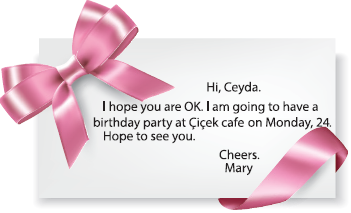 Hi, Ceyda.
I hope you are OK. I am going to have a
birthday party at Çiçek cafe on Monday, 24.
Hope to see you.
Cheers.
Mary